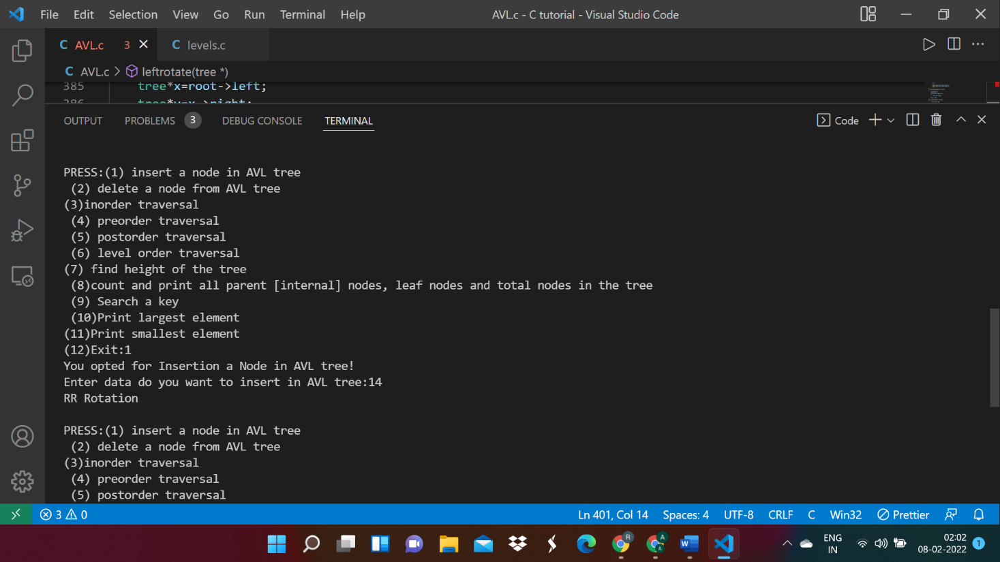 File Edit Selection View Go Run Terminal Help AVL.c - C tutorial - Visual Studio Code
C AVL.c 3 C levels.c
C AVL.c > leftrotate(tree *)
385 tree*x=root->left;
386 tree*y=x->right;
OUTPUT PROBLEMS 3 DEBUG CONSOLE TERMINAL Code
PRESS:(1) insert a node in AVL tree
(2) delete a node from AVL tree
(3)inorder traversal
(4) preorder traversal
(5) postorder traversal
(6) level order traversal
(7) find height of the tree
(8)count and print all parent [internal] nodes, leaf nodes and total nodes in the tree
(9) Search a key
(10)Print largest element
(11)Print smallest element
(12)Exit:1
You opted for Insertion a Node in AVL tree!
Enter data do you want to insert in AVL tree:14
RR Rotation
PRESS:(1) insert a node in AVL tree
(2) delete a node from AVL tree
(3)inorder traversal
(4) preorder traversal
(5) postorder traversal
3 0 Ln 401, Col 14 Spaces: 4 UTF-8 CRLF C Win32 Prettier
R A A W ENG 02:02
IN 08-02-2022 1